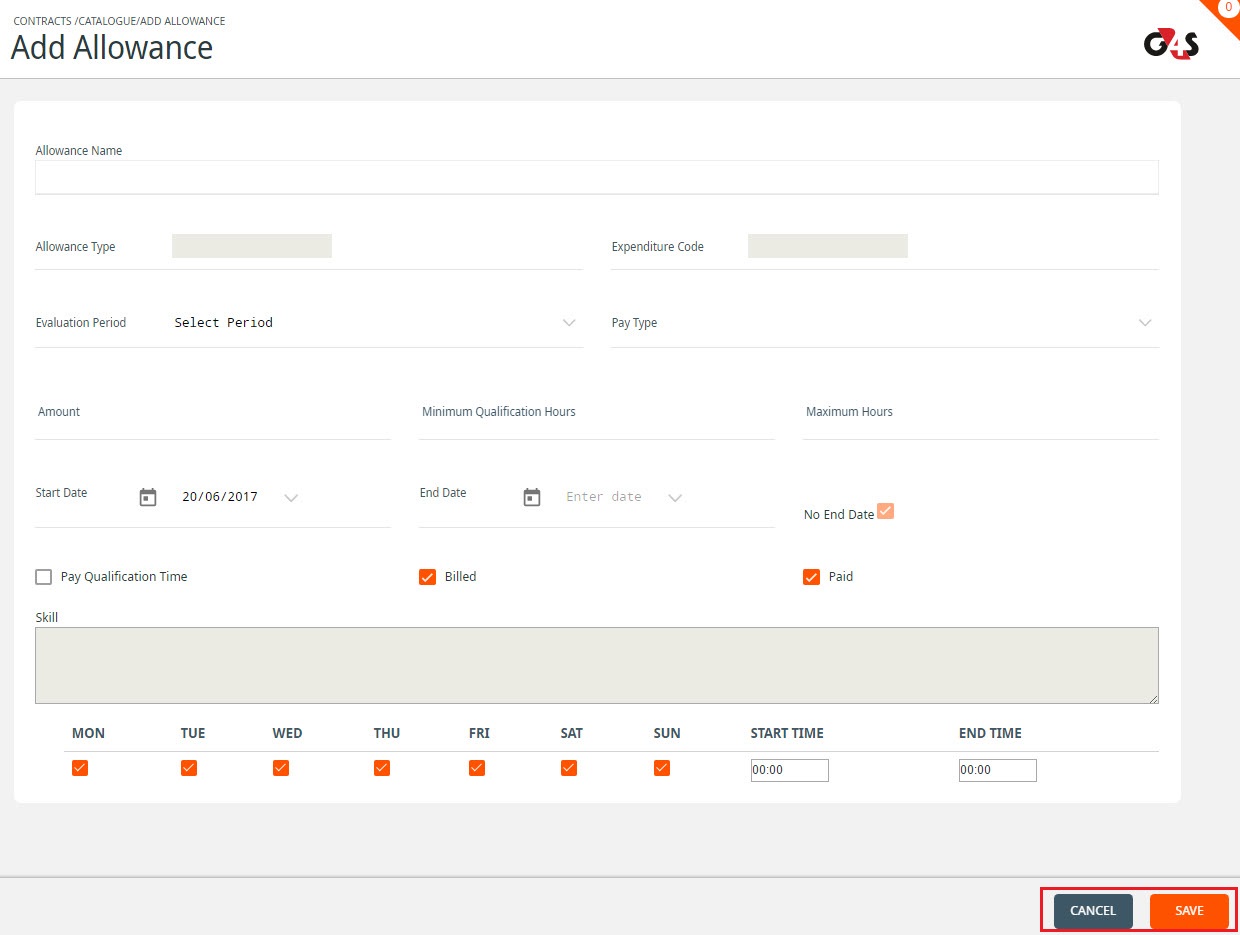 CONTRACTS /CATALOGUE/ADD ALLOWANCE
0
Add Allowance
G4S
Allowance Name
Allowance Type
Expenditure Code
Evaluation Period Select Period
Pay Type
Amount
Minimum Qualification Hours
Maximum Hours
Start Date 20/06/2017
End Date Enter date
No End Date
Pay Qualification Time
Billed
Paid
Skill
MON TUE WED THU FRI SAT SUN START TIME END TIME
00:00 00:00
CANCEL SAVE